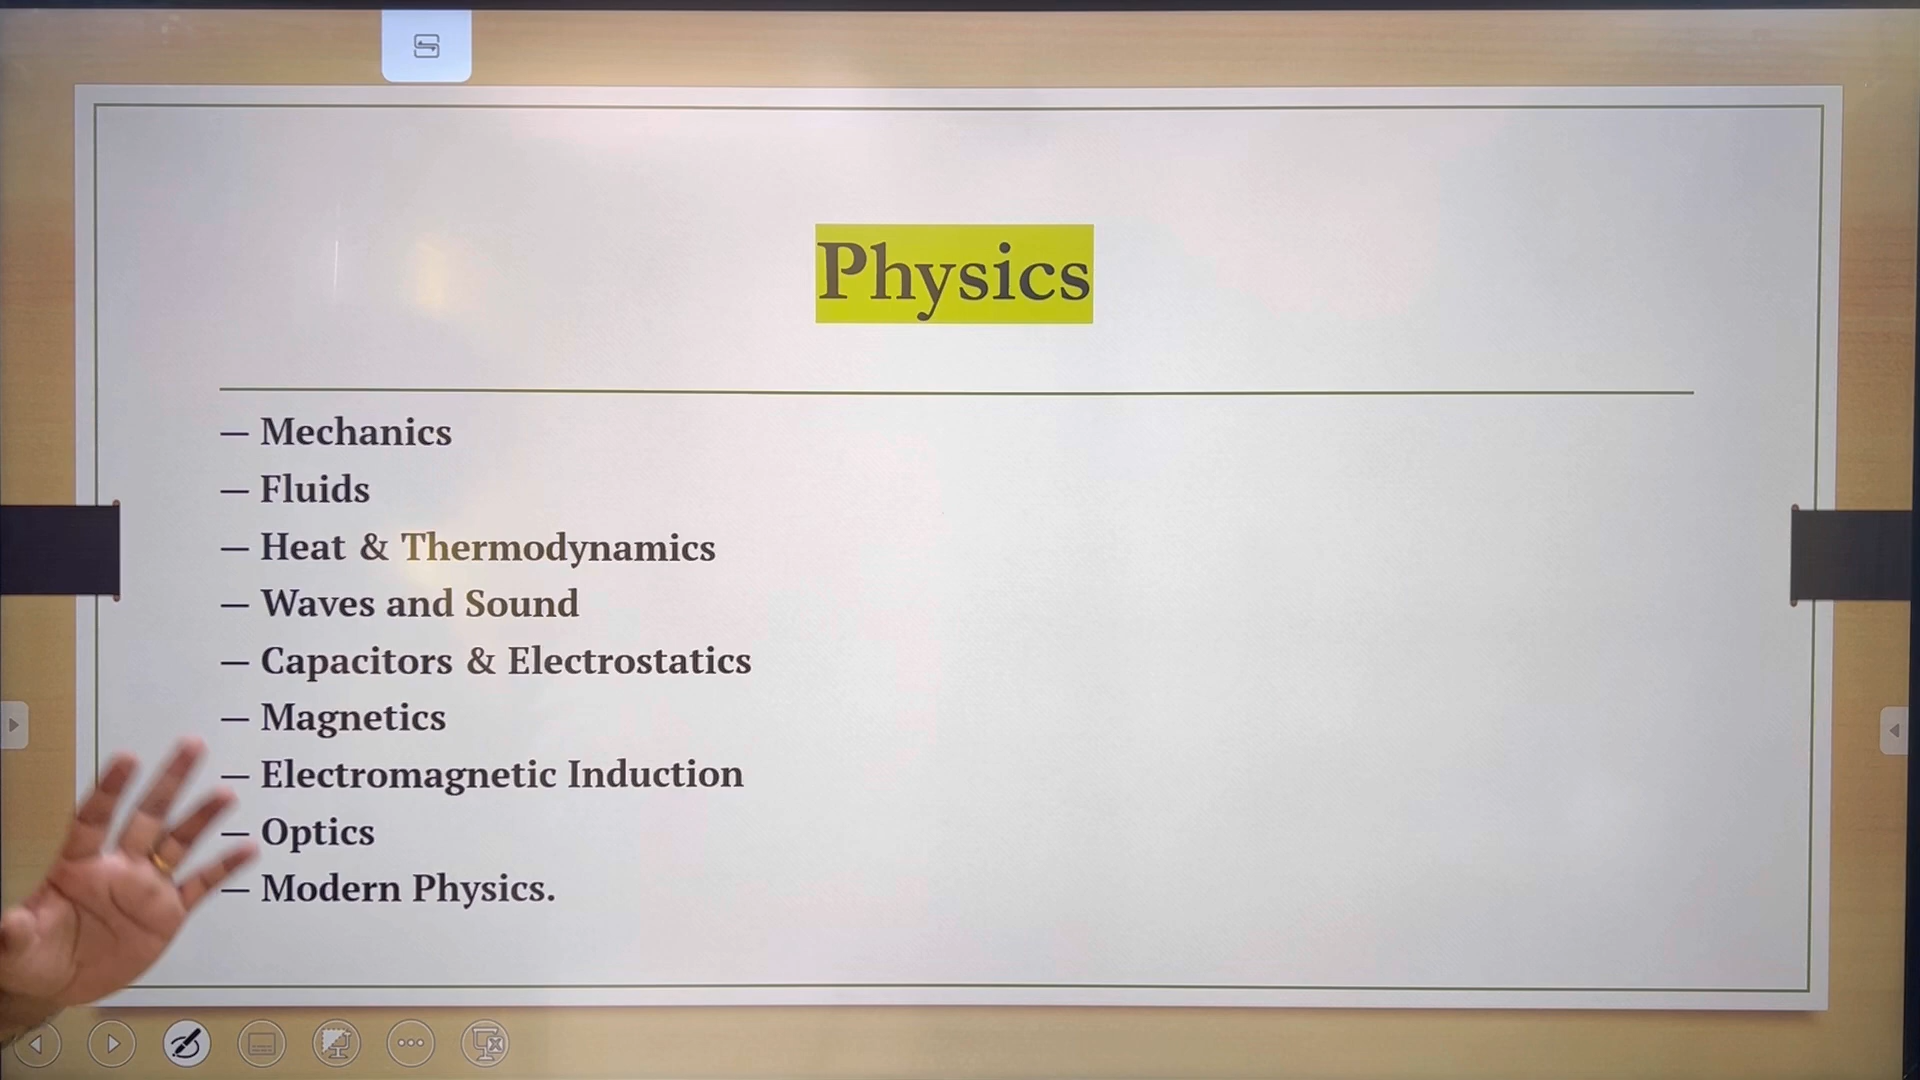 Physics
— Mechanics
— Fluids
— Heat & Thermodynamics
— Waves and Sound
— Capacitors & Electrostatics
— Magnetics
— Electromagnetic Induction
— Optics
— Modern Physics.